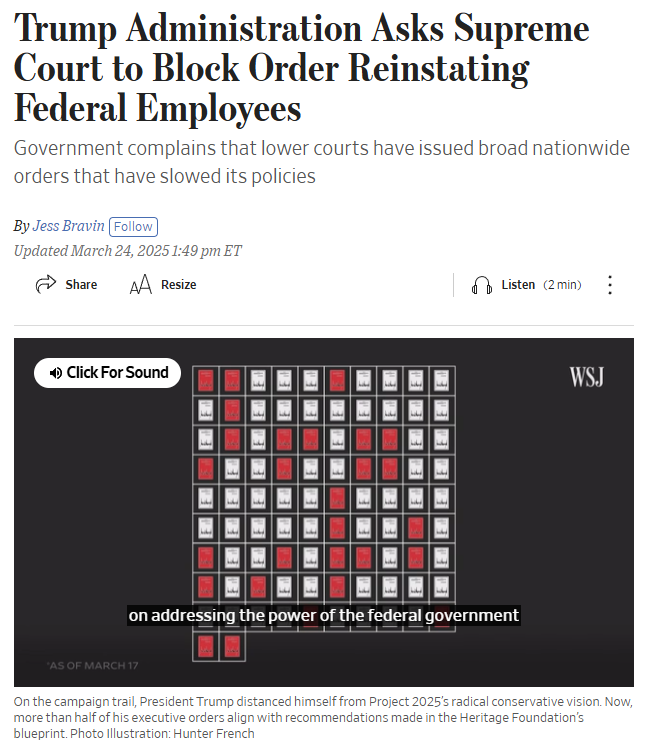 Trump Administration Asks Supreme
Court to Block Order Reinstating
Federal Employees
Government complains that lower courts have issued broad nationwide
orders that have slowed its policies
By Jess Bravin Follow
Updated March 24, 2025 1:49 pm ET
Share
AA Resize
Listen (2 min)
Click For Sound
WSJ
on addressing the power of the federal government
*AS OF MARCH 17
On the campaign trail, President Trump distanced himself from Project 2025's radical conservative vision. Now,
more than half of his executive orders align with recommendations made in the Heritage Foundation's
blueprint. Photo Illustration: Hunter French